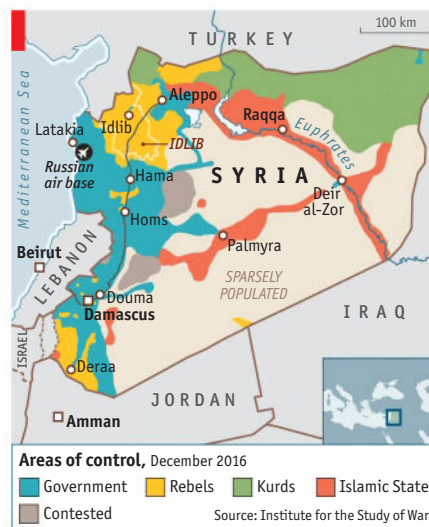 100 km
TURKEY
Mediterranean Sea
Aleppo
Latakia
Idlib
Raqqa
Euphrates
IDLIB
Russian
air base
Hama
SYRIA
Deir
al-Zor
Homs
Palmyra
LEBANON
Beirut
SPARSELY
POPULATED
Douma
Damascus
IRAQ
ISRAEL
Deraa
JORDAN
Amman
Areas of control, December 2016
Government Rebels Kurds Islamic State
Contested Source: Institute for the Study of War